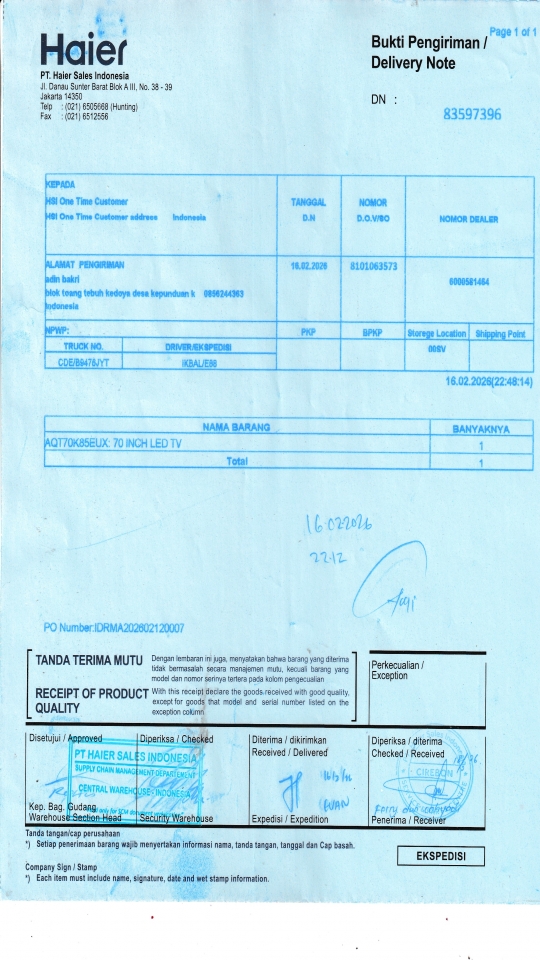 Page 1 of 1
Haier
Bukti Pengiriman /
Delivery Note
PT. Haier Sales Indonesia
Jl. Danau Sunter Barat Blok A III, No. 38 - 39
Jakarta 14350
Telp : (021) 6505668 (Hunting)
Fax : (021) 6512556
DN :
83597396
KEPADA
HSI One Time Customer
HSI One Time Customer address Indonesia
TANGGAL
D.N
NOMOR
D.O.V/SO
NOMOR DEALER
ALAMAT PENGIRIMAN
adin bakri
blok toang tebuh kedoya desa kepunduan k 0856244363
Indonesia
16.02.2026
8101063573
6000581464
NPWP:
PKP
BPKP
Storege Location
Shipping Point
TRUCK NO.
DRIVER/EKSPEDISI
00SV
CDE/B9476JYT
IKBAL/E66
16.02.2026(22:48:14)
NAMA BARANG
BANYAKNYA
AQT70K85EUX: 70 INCH LED TV
1
Total
1
16.022026
22.12
PO Number:IDRMA202602120007
TANDA TERIMA MUTU
Dengan lembaran ini juga, menyatakan bahwa barang yang diterima
tidak bermasalah secara manajemen mutu, kecuali barang yang
model dan nomor serinya tertera pada kolom pengecualian
RECEIPT OF PRODUCT
QUALITY
With this receipt declare the goods received with good quality,
except for goods that model and serial number listed on the
exception column
Perkecualian /
Exception
Disetujui / Approved
Diperiksa / Checked
Diterima / dikirimkan
Received / Delivered
Diperiksa / diterima
Checked / Received
PT HAIER SALES INDONESIA
SUPPLY CHAIN MANAGEMENT DEPARTEMENT
CENTRAL WAREHOUSE - INDONESIA
CIREBON
Kep. Bag. Gudang
Warehouse Section Head
Security Warehouse
Expedisi / Expedition
Penerima / Receiver
Tanda tangan/cap perusahaan
*) Setiap penerimaan barang wajib menyertakan informasi nama, tanda tangan, tanggal dan Cap basah.
EKSPEDISI
Company Sign / Stamp
*) Each item must include name, signature, date and wet stamp information.